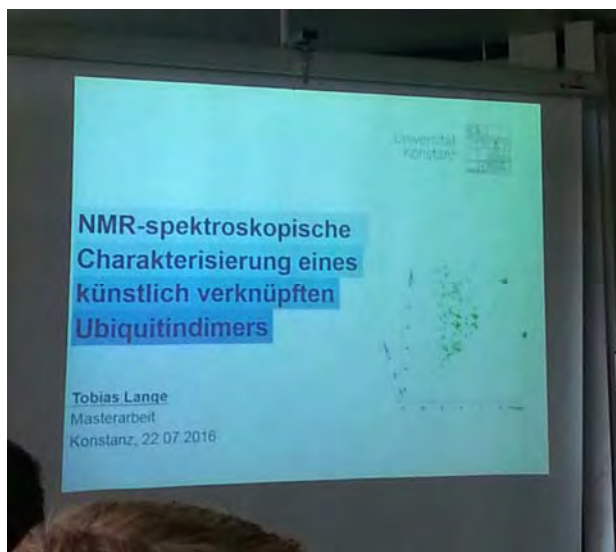 Universität
Konstanz
NMR-spektroskopische
Charakterisierung eines
künstlich verknüpften
Ubiquitindimers
Tobias Lange
Masterarbeit
Konstanz, 22.07.2016